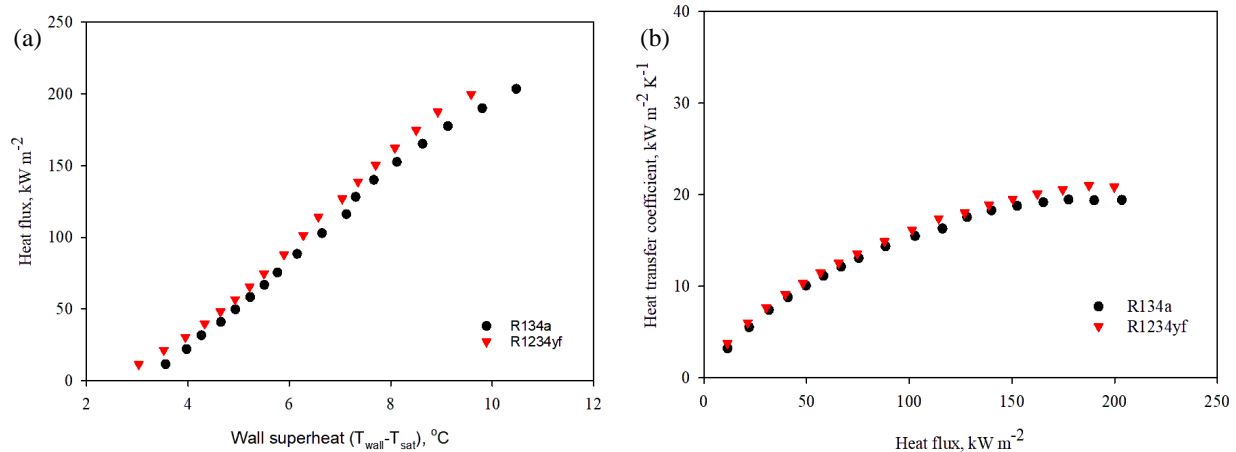 (a)
Heat flux, kW m-2
250
200
150
100
50
0
R134a
R1234yf
2 4 6 8 10 12
Wall superheat (Twall-Tsat), oC
(b)
Heat transfer coefficient, kW m-2 K-1
40
30
20
10
0
R134a
R1234yf
0 50 100 150 200 250
Heat flux, kW m-2